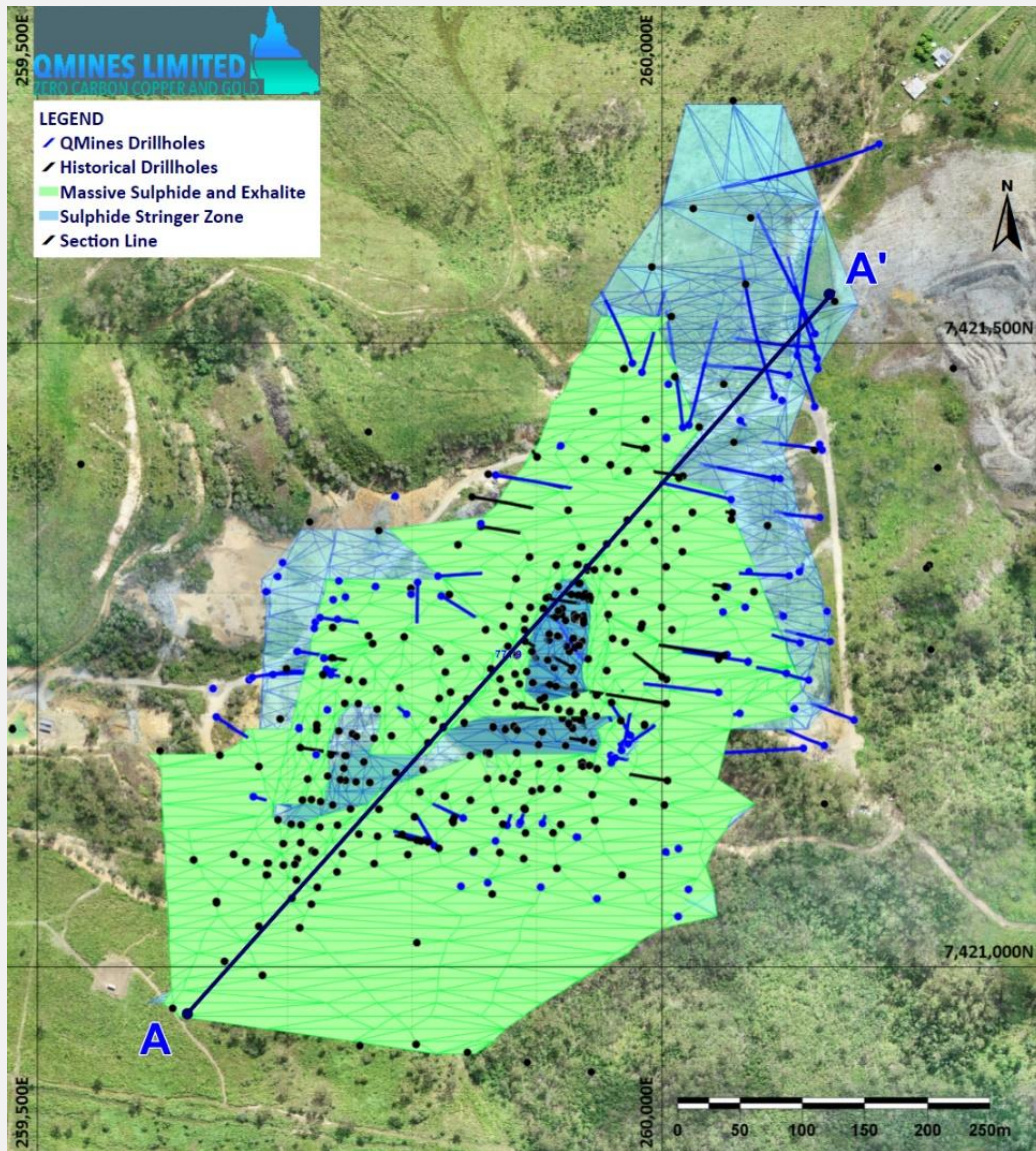 259,500E
260,000E
QMINES LIMITED
ZERO CARBON COPPER AND GOLD
LEGEND
QMines Drillholes
Historical Drillholes
Massive Sulphide and Exhalite
Sulphide Stringer Zone
Section Line
N
A'
7,421,500N
7,421,000N
A
259,500E
260,000E
0 50 100 150 200 250m